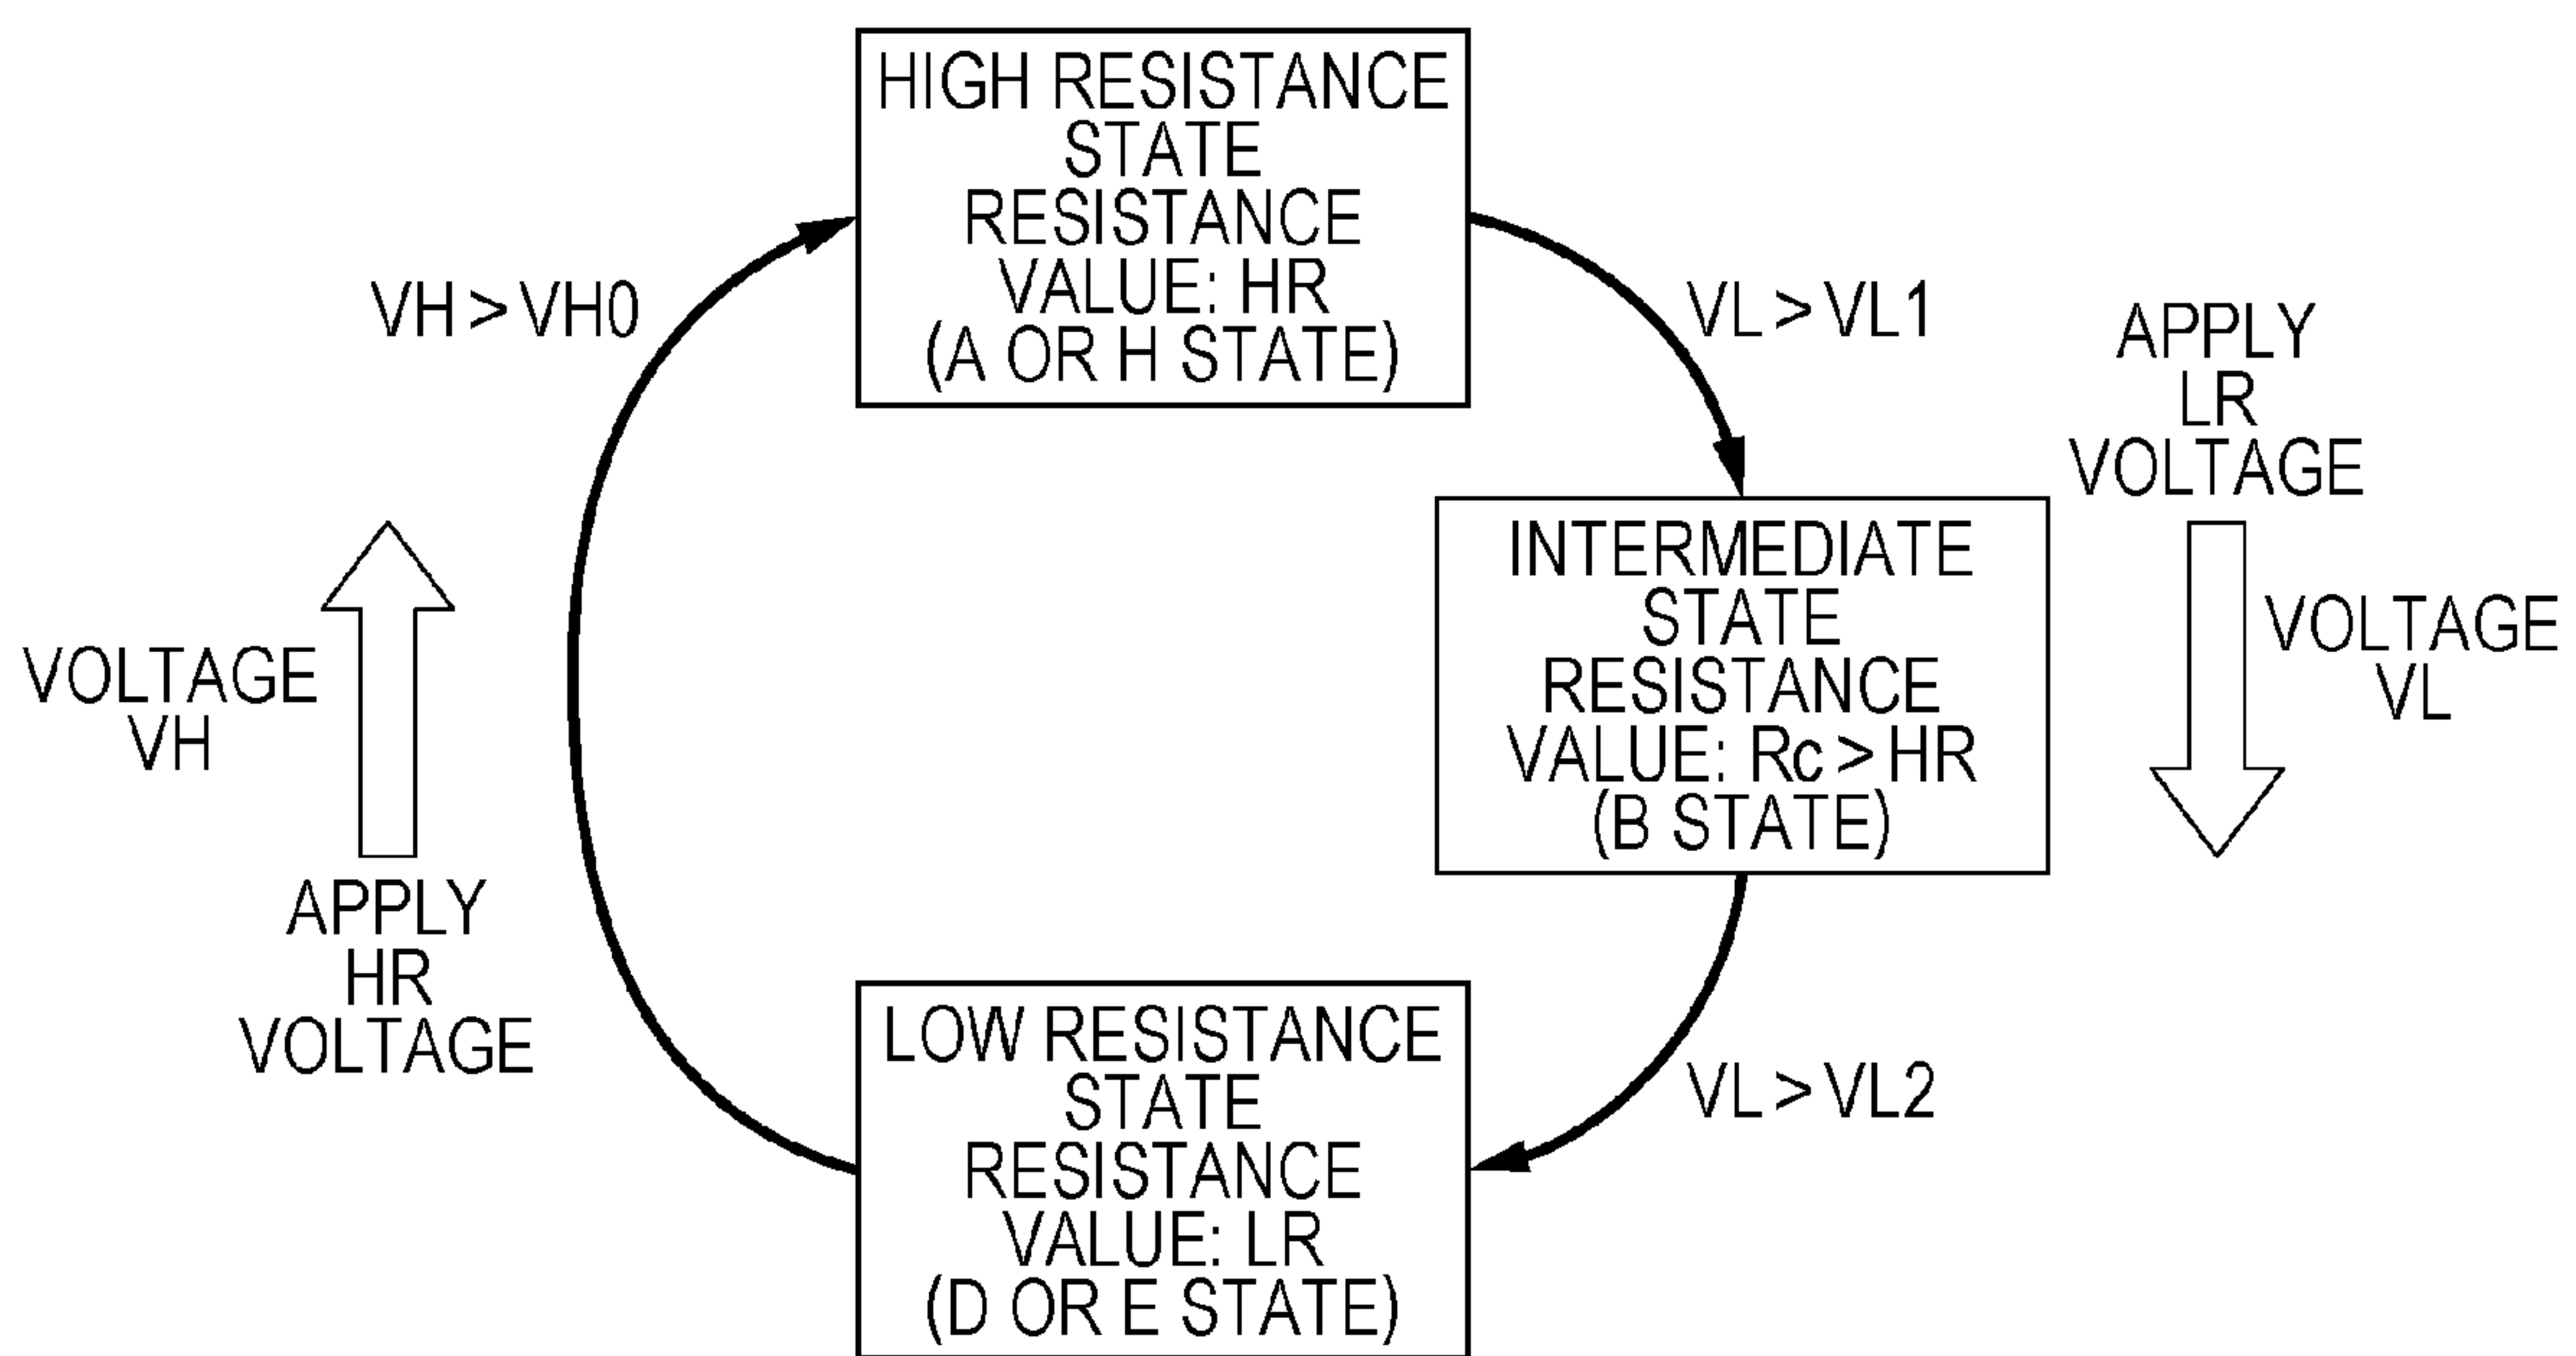 HIGH RESISTANCE
STATE
RESISTANCE
VALUE: HR
(A OR H STATE)
VH > VH0
VL > VL1
APPLY
LR
VOLTAGE
INTERMEDIATE
STATE
RESISTANCE
VALUE: Rc > HR
(B STATE)
VOLTAGE
VL
VOLTAGE
VH
APPLY
HR
VOLTAGE
LOW RESISTANCE
STATE
RESISTANCE
VALUE: LR
(D OR E STATE)
VL > VL2